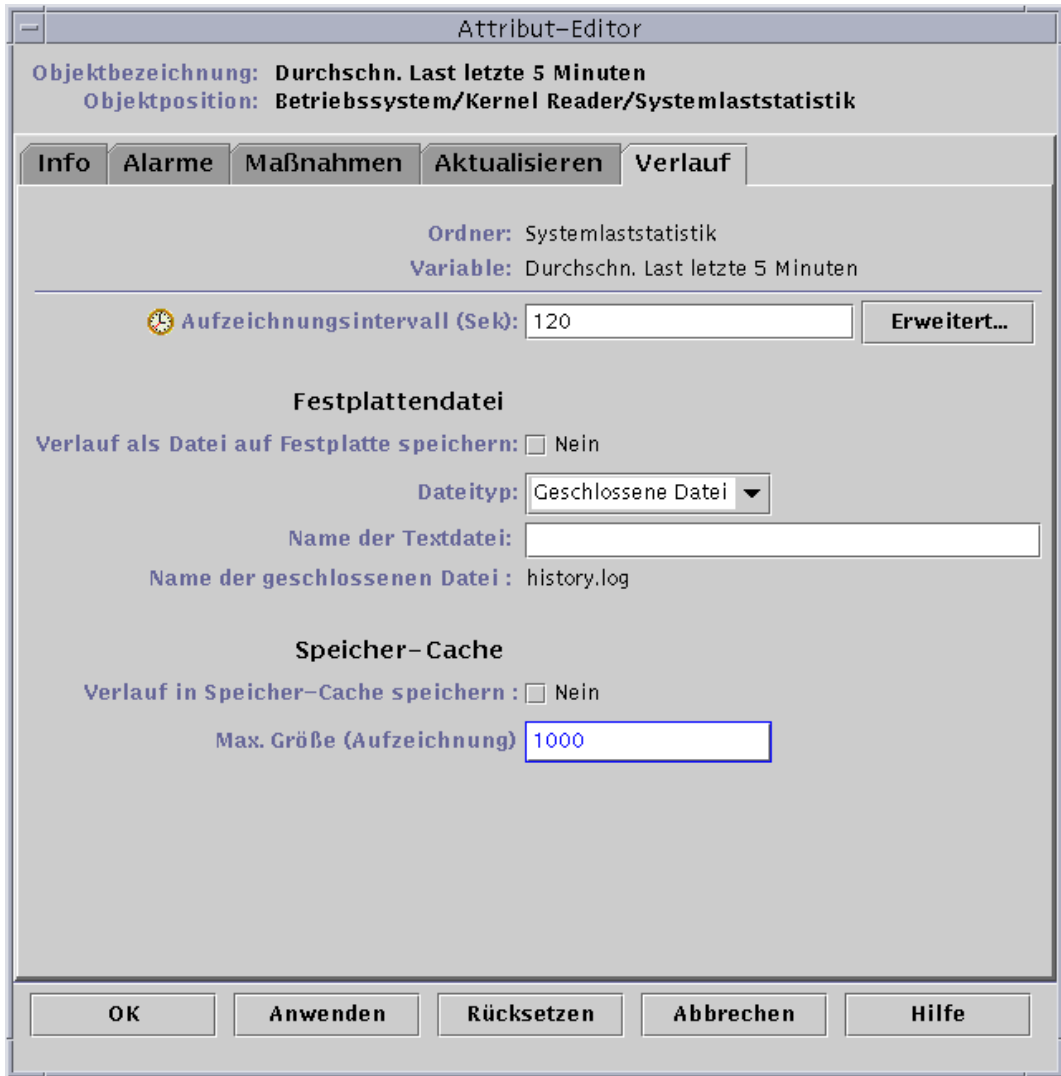 Attribut-Editor
Objektbezeichnung: Durchschn. Last letzte 5 Minuten
Objektposition: Betriebssystem/Kernel Reader/Systemlaststatistik
Info Alarme Maßnahmen Aktualisieren Verlauf
Ordner: Systemlaststatistik
Variable: Durchschn. Last letzte 5 Minuten
Aufzeichnungsintervall (Sek): 120 Erweitert...
Festplattendatei
Verlauf als Datei auf Festplatte speichern: Nein
Dateityp: Geschlossene Datei
Name der Textdatei:
Name der geschlossenen Datei : history.log
Speicher-Cache
Verlauf in Speicher-Cache speichern : Nein
Max. Größe (Aufzeichnung) 1000
OK Anwenden Rücksetzen Abbrechen Hilfe